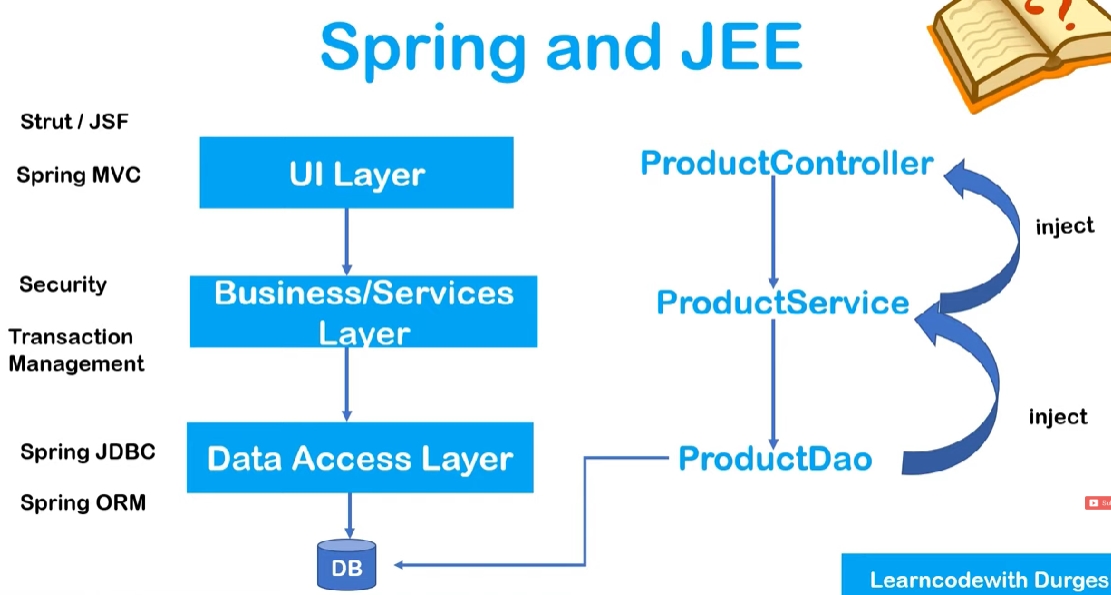 Spring and JEE
Strut / JSF
Spring MVC
UI Layer
ProductController
inject
Security
Business/Services
Layer
ProductService
Transaction
Management
inject
Spring JDBC
Data Access Layer
ProductDao
Spring ORM
DB
Learncodewith Durges